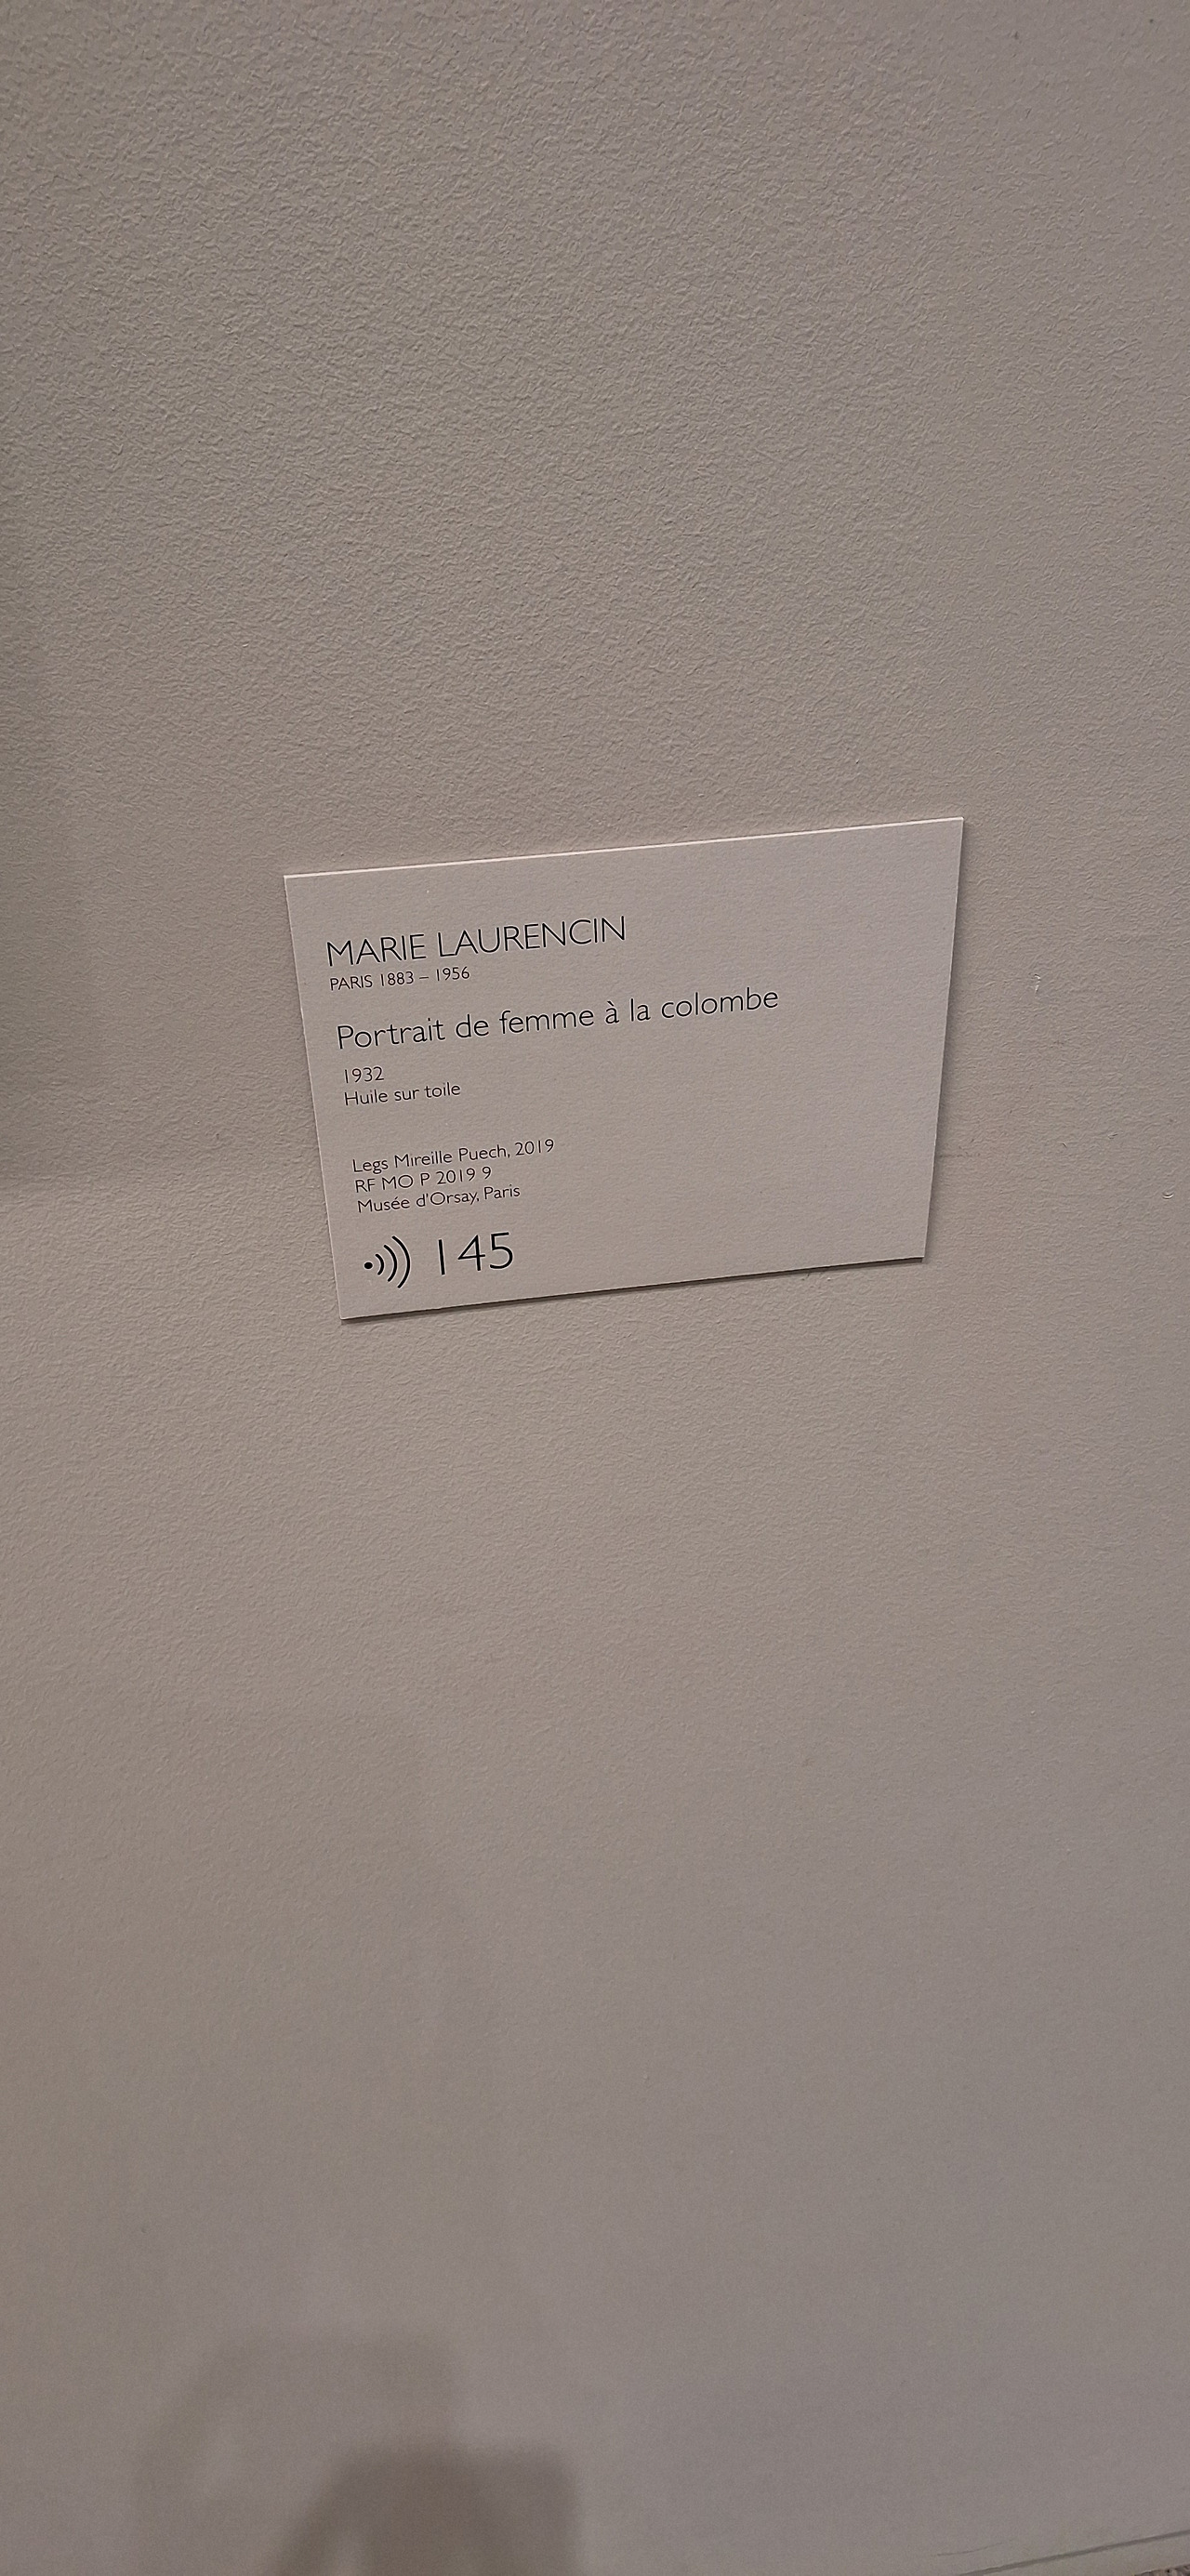 MARIE LAURENCIN
PARIS 1883 – 1956
Portrait de femme à la colombe
1932
Huile sur toile
Legs Mireille Puech, 2019
RF MO P 2019 9
Musée d'Orsay, Paris
145